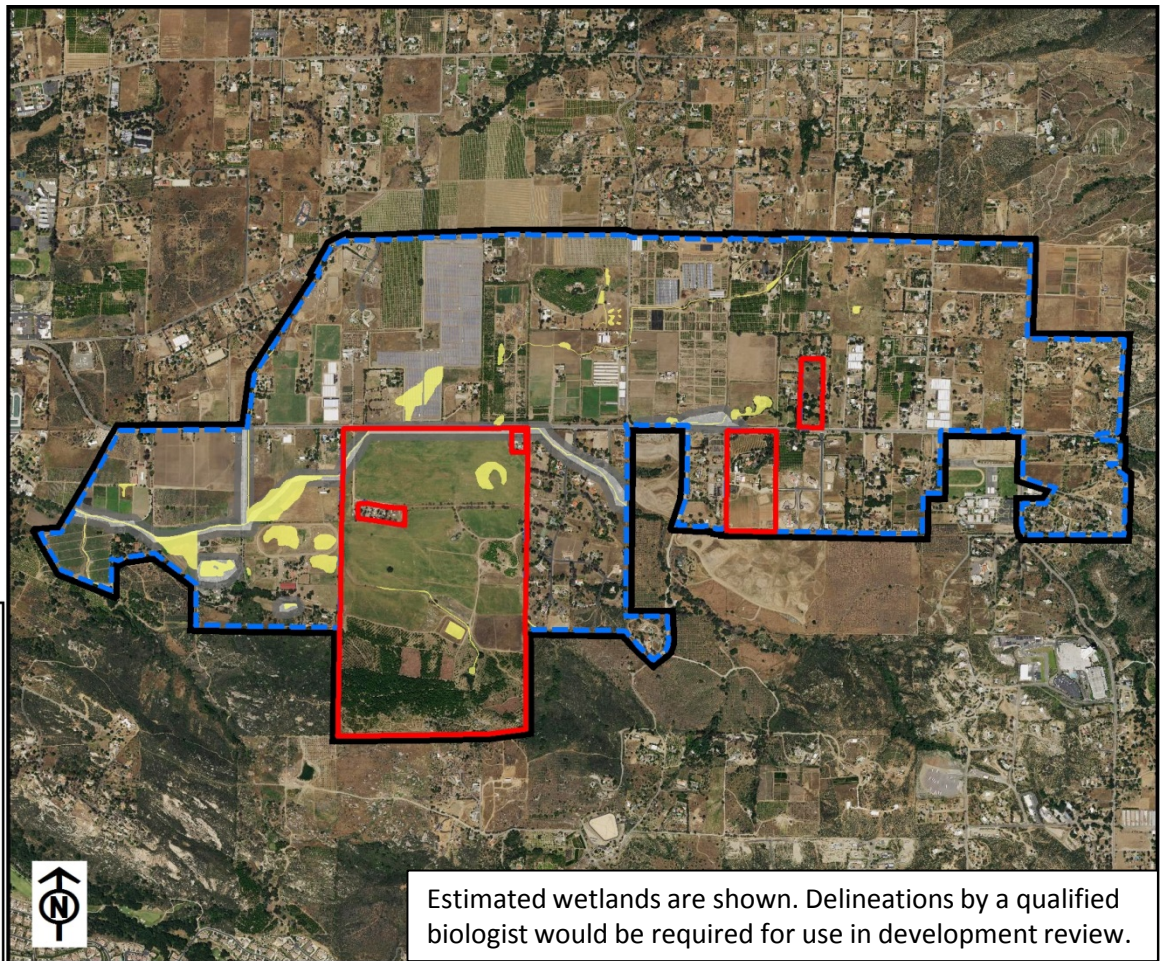 N
Estimated wetlands are shown. Delineations by a qualified
biologist would be required for use in development review.